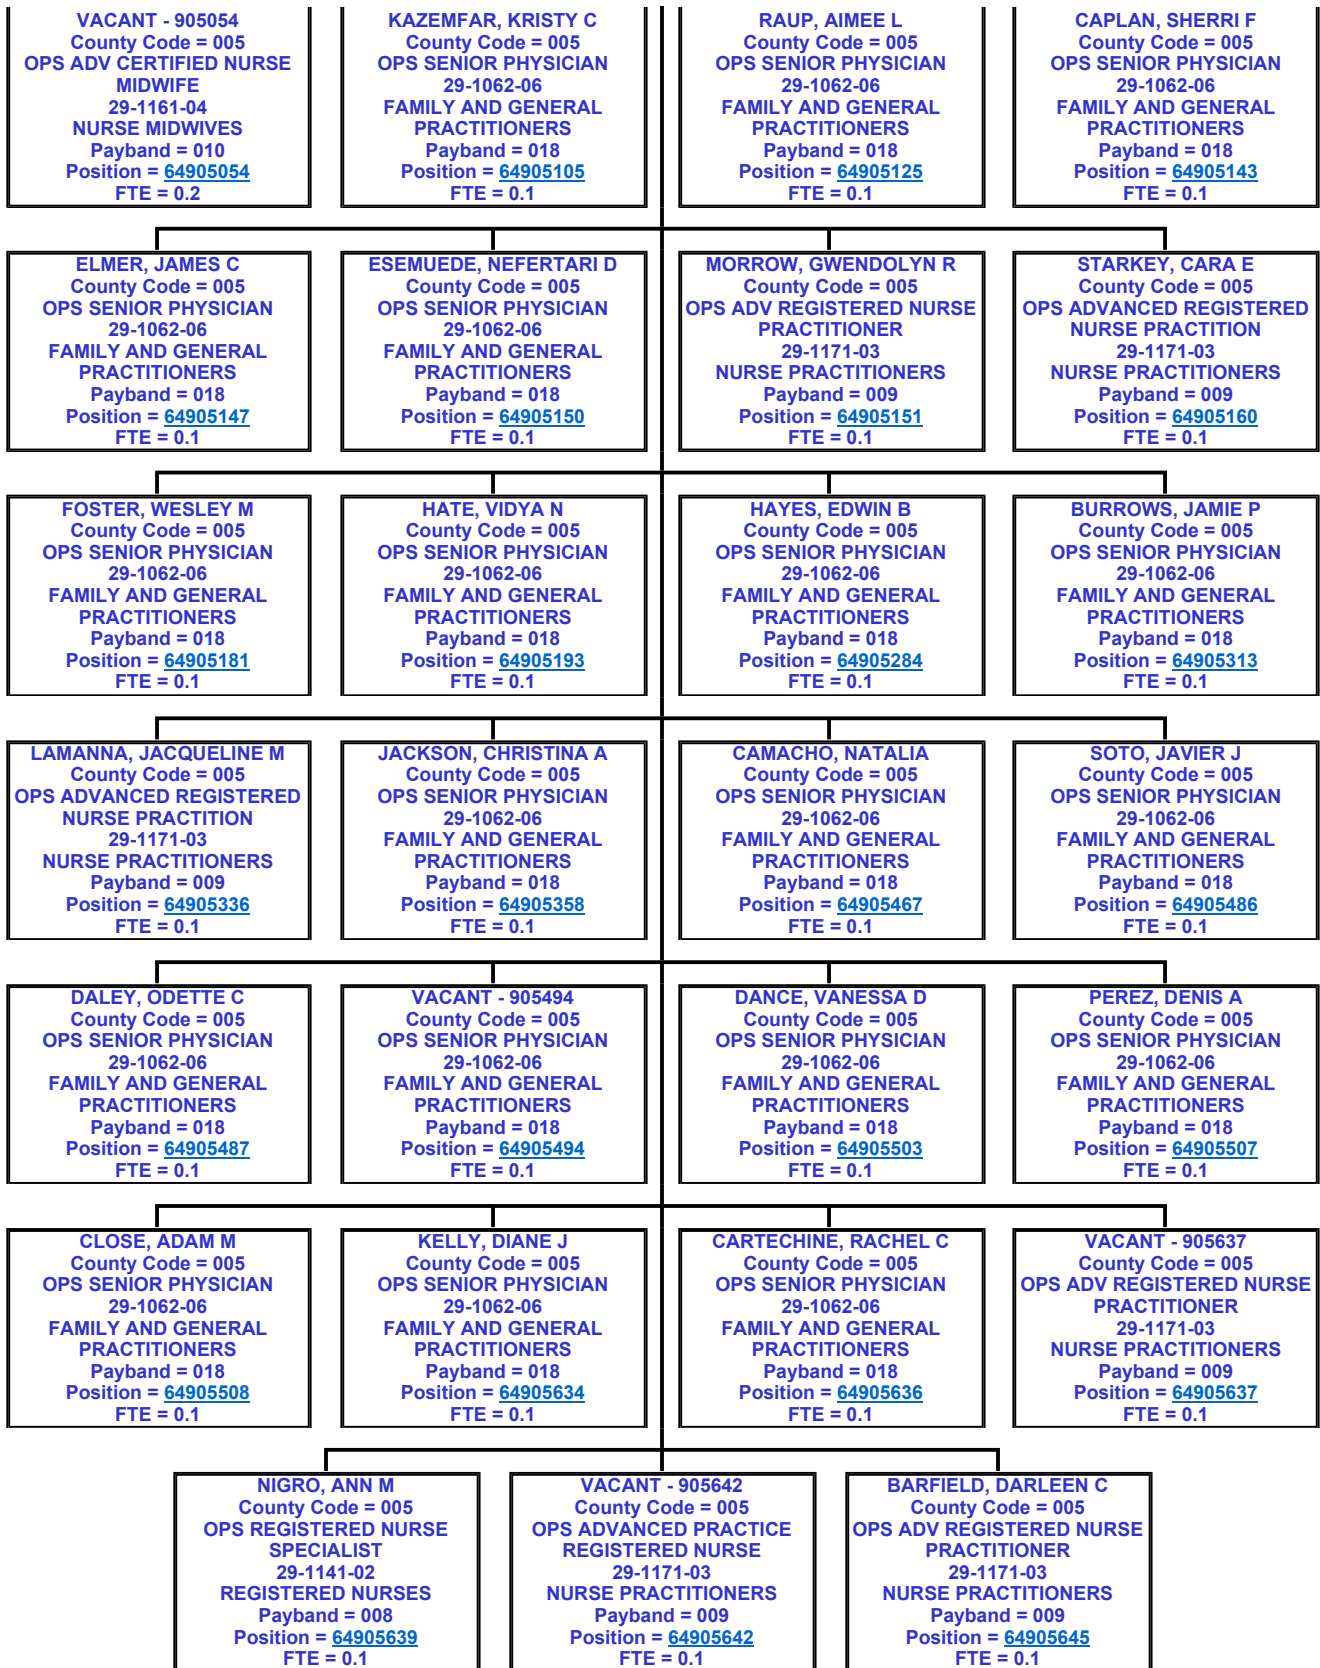 VACANT - 905054
County Code = 005
OPS ADV CERTIFIED NURSE
MIDWIFE
29-1161-04
NURSE MIDWIVES
Payband = 010
Position = 64905054
FTE = 0.2
KAZEMFAR, KRISTY C
County Code = 005
OPS SENIOR PHYSICIAN
29-1062-06
FAMILY AND GENERAL
PRACTITIONERS
Payband = 018
Position = 64905105
FTE = 0.1
RAUP, AIMEE L
County Code = 005
OPS SENIOR PHYSICIAN
29-1062-06
FAMILY AND GENERAL
PRACTITIONERS
Payband = 018
Position = 64905125
FTE = 0.1
CAPLAN, SHERRI F
County Code = 005
OPS SENIOR PHYSICIAN
29-1062-06
FAMILY AND GENERAL
PRACTITIONERS
Payband = 018
Position = 64905143
FTE = 0.1
ELMER, JAMES C
County Code = 005
OPS SENIOR PHYSICIAN
29-1062-06
FAMILY AND GENERAL
PRACTITIONERS
Payband = 018
Position = 64905147
FTE = 0.1
ESEMUEDE, NEFERTARI D
County Code = 005
OPS SENIOR PHYSICIAN
29-1062-06
FAMILY AND GENERAL
PRACTITIONERS
Payband = 018
Position = 64905150
FTE = 0.1
MORROW, GWENDOLYN R
County Code = 005
OPS ADV REGISTERED NURSE
PRACTITIONER
29-1171-03
NURSE PRACTITIONERS
Payband = 009
Position = 64905151
FTE = 0.1
STARKEY, CARA E
County Code = 005
OPS ADVANCED REGISTERED
NURSE PRACTITION
29-1171-03
NURSE PRACTITIONERS
Payband = 009
Position = 64905160
FTE = 0.1
FOSTER, WESLEY M
County Code = 005
OPS SENIOR PHYSICIAN
29-1062-06
FAMILY AND GENERAL
PRACTITIONERS
Payband = 018
Position = 64905181
FTE = 0.1
HATE, VIDYA N
County Code = 005
OPS SENIOR PHYSICIAN
29-1062-06
FAMILY AND GENERAL
PRACTITIONERS
Payband = 018
Position = 64905193
FTE = 0.1
HAYES, EDWIN B
County Code = 005
OPS SENIOR PHYSICIAN
29-1062-06
FAMILY AND GENERAL
PRACTITIONERS
Payband = 018
Position = 64905284
FTE = 0.1
BURROWS, JAMIE P
County Code = 005
OPS SENIOR PHYSICIAN
29-1062-06
FAMILY AND GENERAL
PRACTITIONERS
Payband = 018
Position = 64905313
FTE = 0.1
LAMANNA, JACQUELINE M
County Code = 005
OPS ADVANCED REGISTERED
NURSE PRACTITION
29-1171-03
NURSE PRACTITIONERS
Payband = 009
Position = 64905336
FTE = 0.1
JACKSON, CHRISTINA A
County Code = 005
OPS SENIOR PHYSICIAN
29-1062-06
FAMILY AND GENERAL
PRACTITIONERS
Payband = 018
Position = 64905358
FTE = 0.1
CAMACHO, NATALIA
County Code = 005
OPS SENIOR PHYSICIAN
29-1062-06
FAMILY AND GENERAL
PRACTITIONERS
Payband = 018
Position = 64905467
FTE = 0.1
SOTO, JAVIER J
County Code = 005
OPS SENIOR PHYSICIAN
29-1062-06
FAMILY AND GENERAL
PRACTITIONERS
Payband = 018
Position = 64905486
FTE = 0.1
DALEY, ODETTE C
County Code = 005
OPS SENIOR PHYSICIAN
29-1062-06
FAMILY AND GENERAL
PRACTITIONERS
Payband = 018
Position = 64905487
FTE = 0.1
VACANT - 905494
County Code = 005
OPS SENIOR PHYSICIAN
29-1062-06
FAMILY AND GENERAL
PRACTITIONERS
Payband = 018
Position = 64905494
FTE = 0.1
DANCE, VANESSA D
County Code = 005
OPS SENIOR PHYSICIAN
29-1062-06
FAMILY AND GENERAL
PRACTITIONERS
Payband = 018
Position = 64905503
FTE = 0.1
PEREZ, DENIS A
County Code = 005
OPS SENIOR PHYSICIAN
29-1062-06
FAMILY AND GENERAL
PRACTITIONERS
Payband = 018
Position = 64905507
FTE = 0.1
CLOSE, ADAM M
County Code = 005
OPS SENIOR PHYSICIAN
29-1062-06
FAMILY AND GENERAL
PRACTITIONERS
Payband = 018
Position = 64905508
FTE = 0.1
KELLY, DIANE J
County Code = 005
OPS SENIOR PHYSICIAN
29-1062-06
FAMILY AND GENERAL
PRACTITIONERS
Payband = 018
Position = 64905634
FTE = 0.1
CARTECHINE, RACHEL C
County Code = 005
OPS SENIOR PHYSICIAN
29-1062-06
FAMILY AND GENERAL
PRACTITIONERS
Payband = 018
Position = 64905636
FTE = 0.1
VACANT - 905637
County Code = 005
OPS ADV REGISTERED NURSE
PRACTITIONER
29-1171-03
NURSE PRACTITIONERS
Payband = 009
Position = 64905637
FTE = 0.1
NIGRO, ANN M
County Code = 005
OPS REGISTERED NURSE
SPECIALIST
29-1141-02
REGISTERED NURSES
Payband = 008
Position = 64905639
FTE = 0.1
VACANT - 905642
County Code = 005
OPS ADVANCED PRACTICE
REGISTERED NURSE
29-1171-03
NURSE PRACTITIONERS
Payband = 009
Position = 64905642
FTE = 0.1
BARFIELD, DARLEEN C
County Code = 005
OPS ADV REGISTERED NURSE
PRACTITIONER
29-1171-03
NURSE PRACTITIONERS
Payband = 009
Position = 64905645
FTE = 0.1